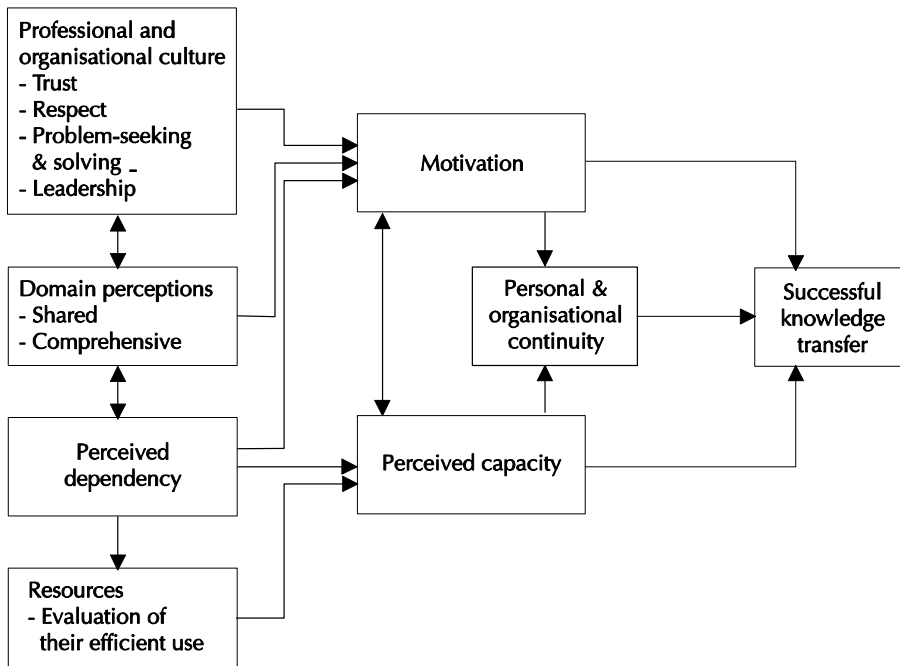 Professional and
organisational culture
- Trust
- Respect
- Problem-seeking
& solving _
- Leadership
Motivation
Domain perceptions
- Shared
- Comprehensive
Personal &
organisational
continuity
Successful
knowledge
transfer
Perceived
dependency
Perceived capacity
Resources
- Evaluation of
their efficient use